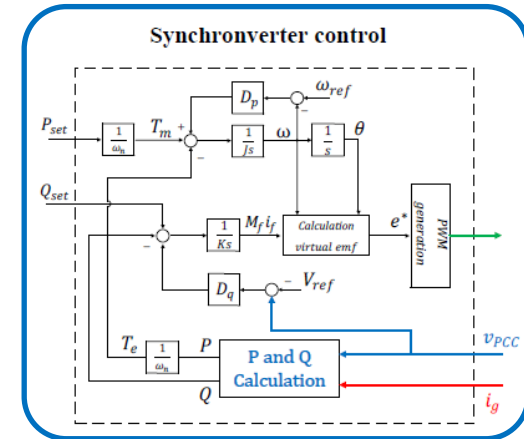 Synchronverter control
D_p
ω_ref
P_set
1/ω_n
T_m
+
−
−
1/Js
ω
1/s
θ
Q_set
−
1/Ks
M_f i_f
Calculation
virtual emf
e*
PWM
generation
D_q
−
V_ref
T_e
1/ω_n
P
P and Q
Calculation
Q
v_PCC
i_g